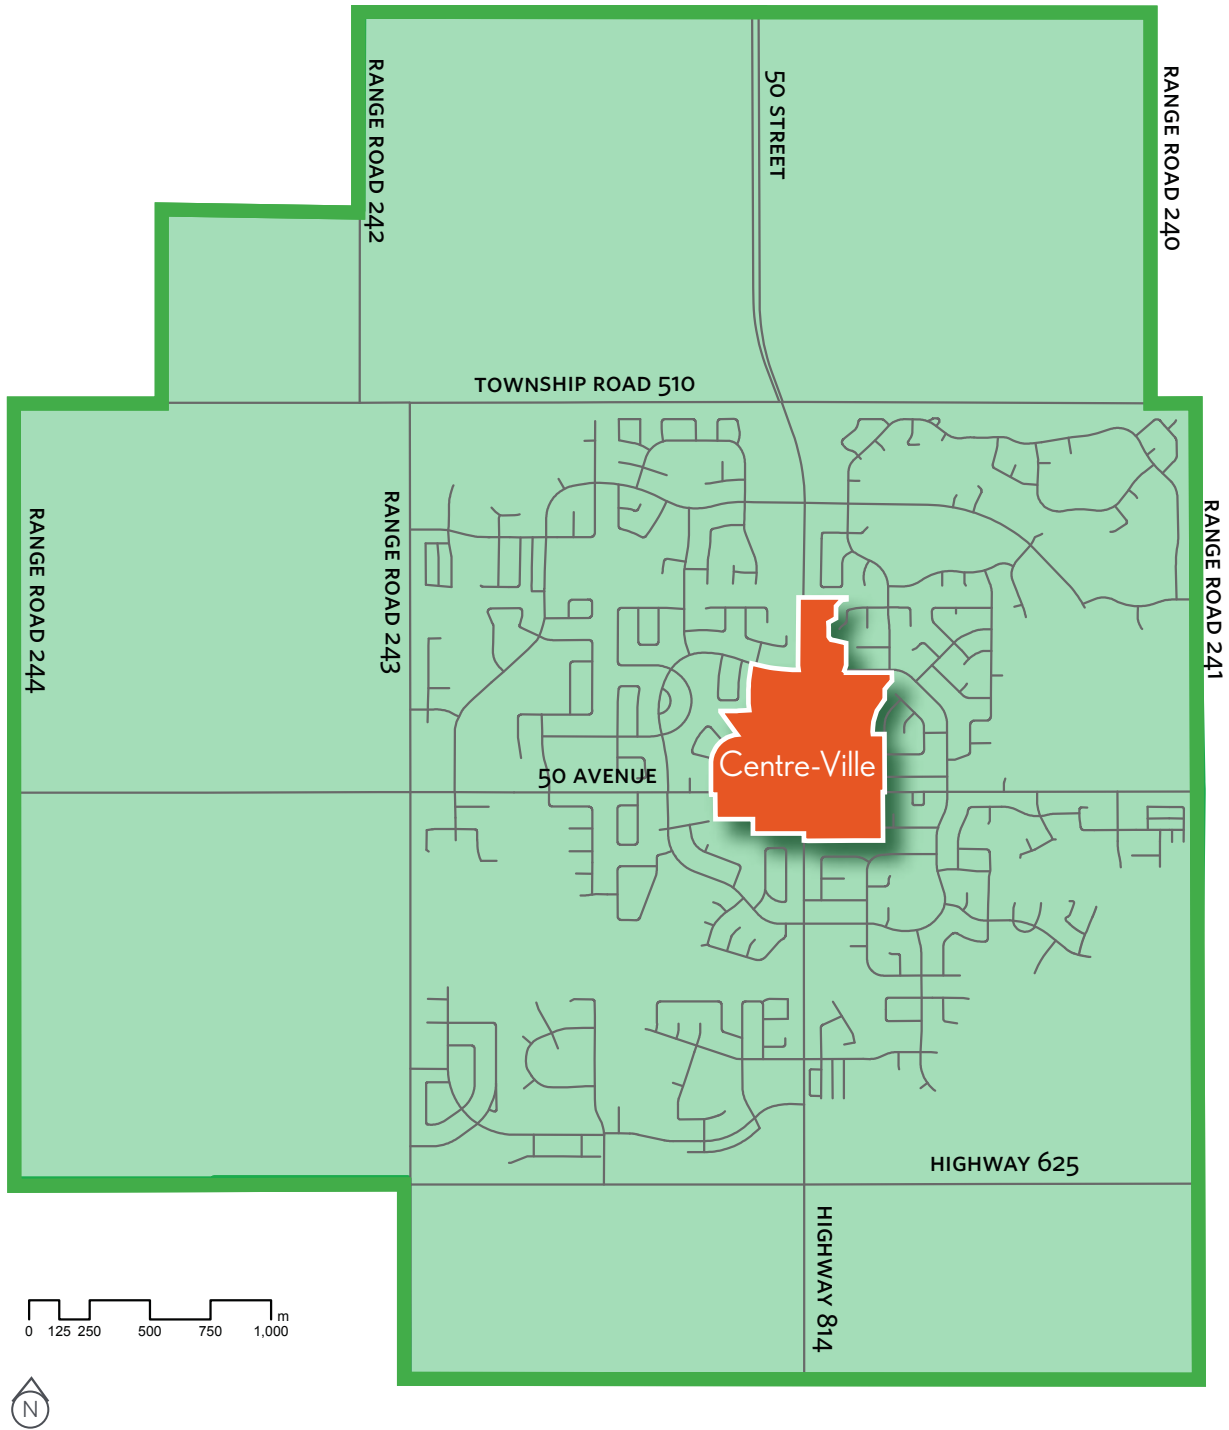 RANGE ROAD 242
50 STREET
RANGE ROAD 240
TOWNSHIP ROAD 510
RANGE ROAD 244
RANGE ROAD 243
RANGE ROAD 241
Centre-Ville
50 AVENUE
HIGHWAY 625
HIGHWAY 814
m
0 125 250 500 750 1,000
N